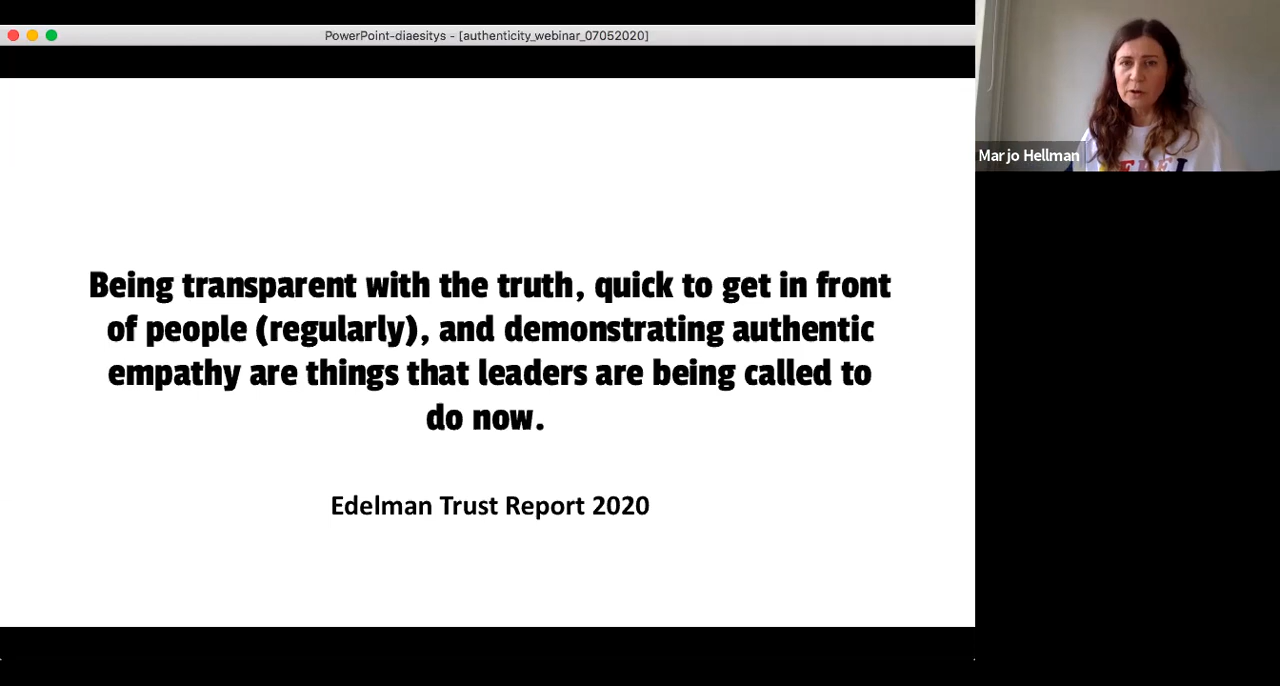 PowerPoint-diaesitys - [authenticity_webinar_07052020]
Being transparent with the truth, quick to get in front
of people (regularly), and demonstrating authentic
empathy are things that leaders are being called to
do now.
Edelman Trust Report 2020
Marjo Hellman